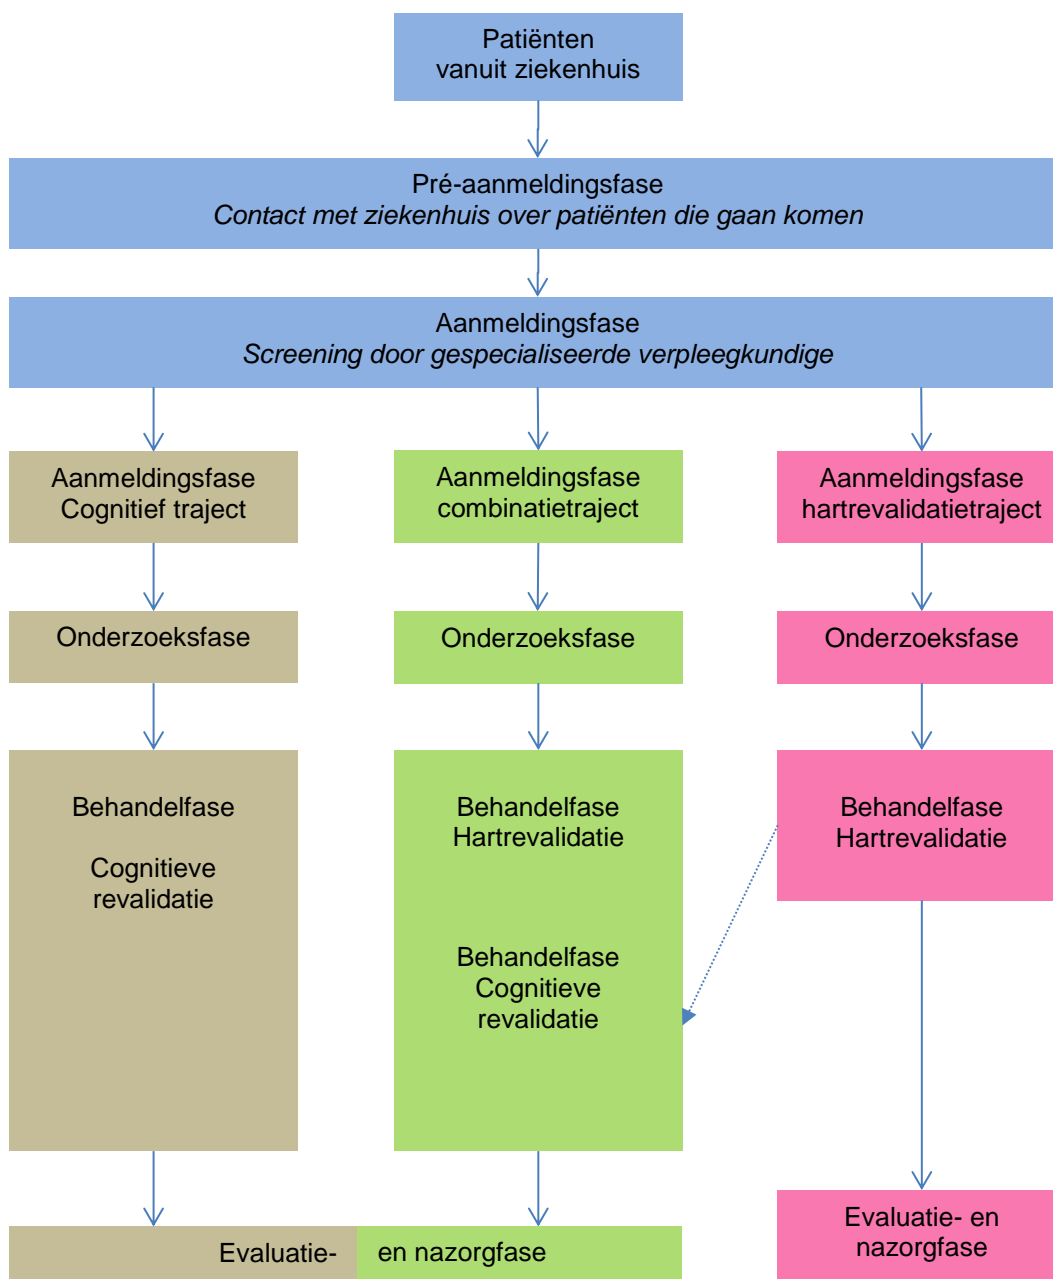 Patiënten
vanuit ziekenhuis
Pré-aanmeldingsfase
Contact met ziekenhuis over patiënten die gaan komen
Aanmeldingsfase
Screening door gespecialiseerde verpleegkundige
Aanmeldingsfase
Cognitief traject
Aanmeldingsfase
combinatietraject
Aanmeldingsfase
hartrevalidatietraject
Onderzoeksfase
Onderzoeksfase
Onderzoeksfase
Behandelfase
Cognitieve
revalidatie
Behandelfase
Hartrevalidatie
Behandelfase
Cognitieve
revalidatie
Behandelfase
Hartrevalidatie
Evaluatie- en nazorgfase
Evaluatie- en
nazorgfase